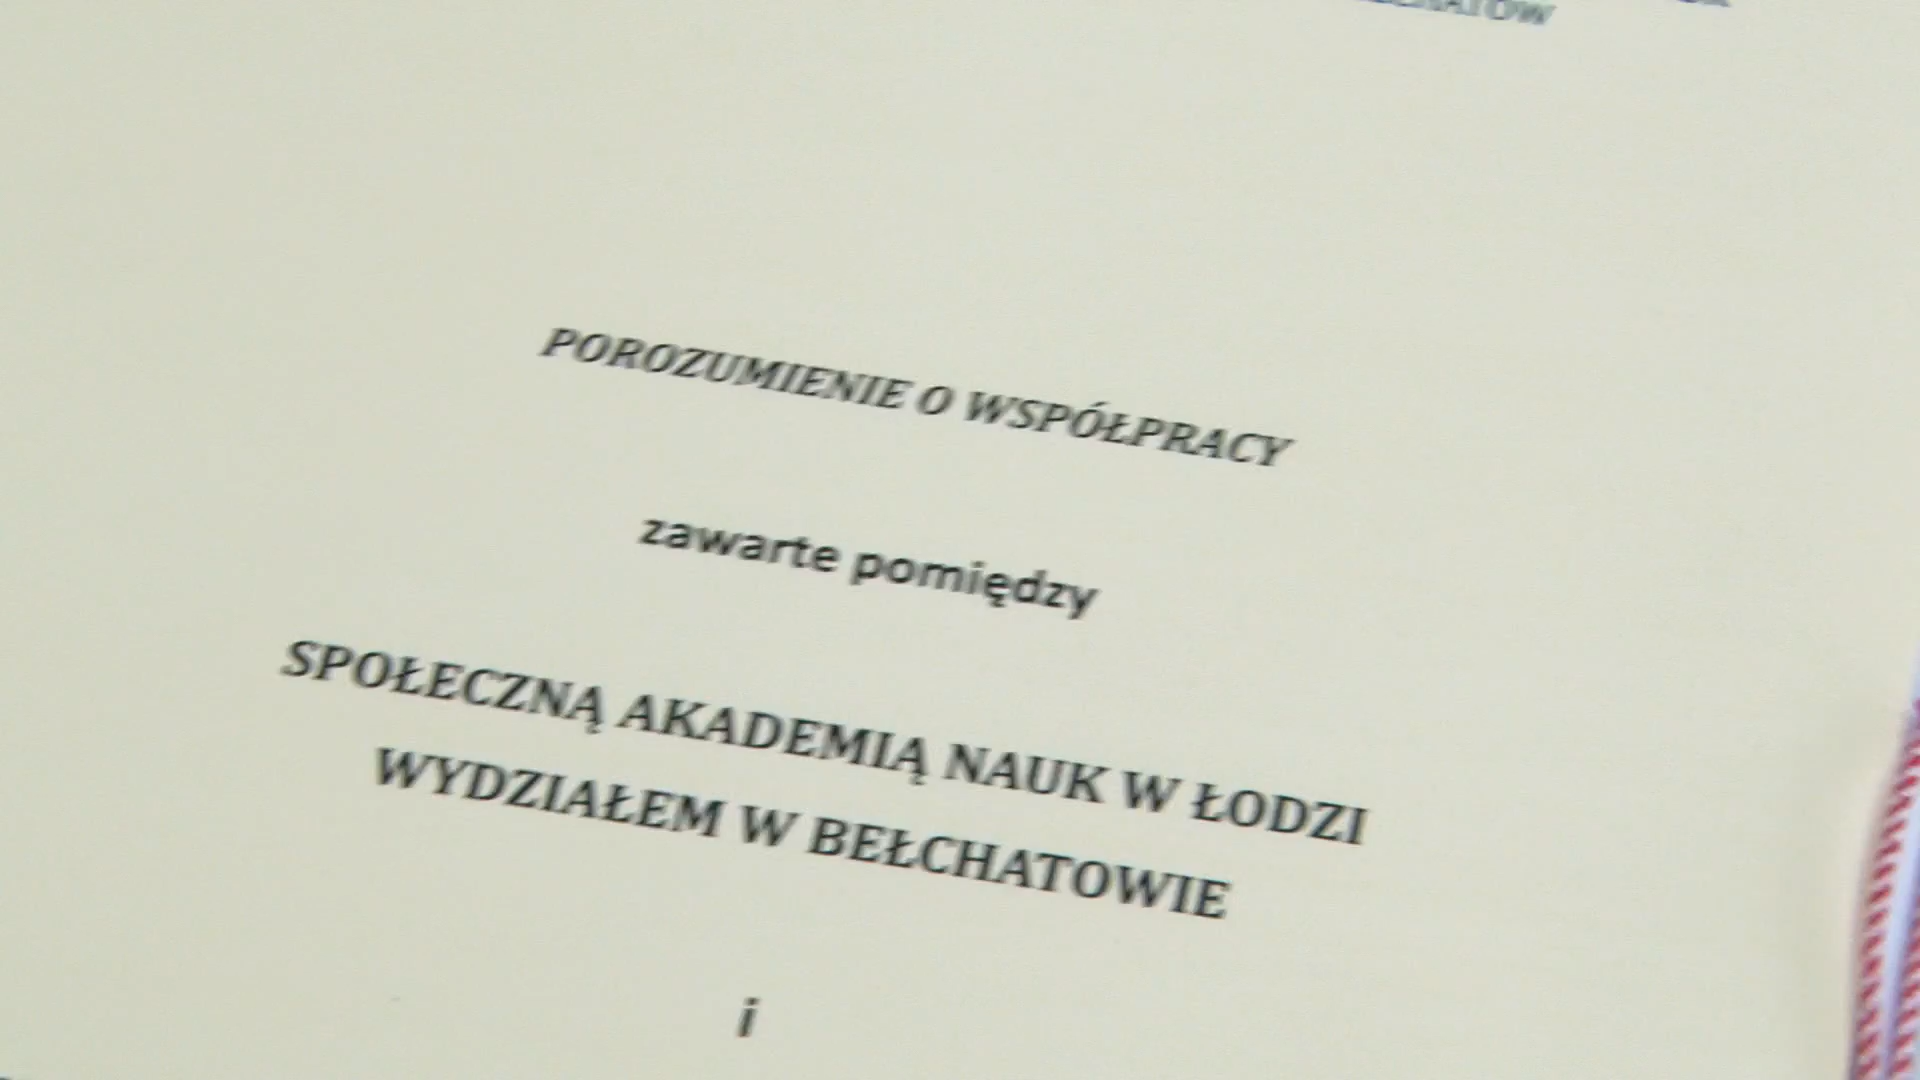 POROZUMIENIE O WSPÓŁPRACY
zawarte pomiędzy
SPOŁECZNĄ AKADEMIĄ NAUK W ŁODZI
WYDZIAŁEM W BEŁCHATOWIE
i